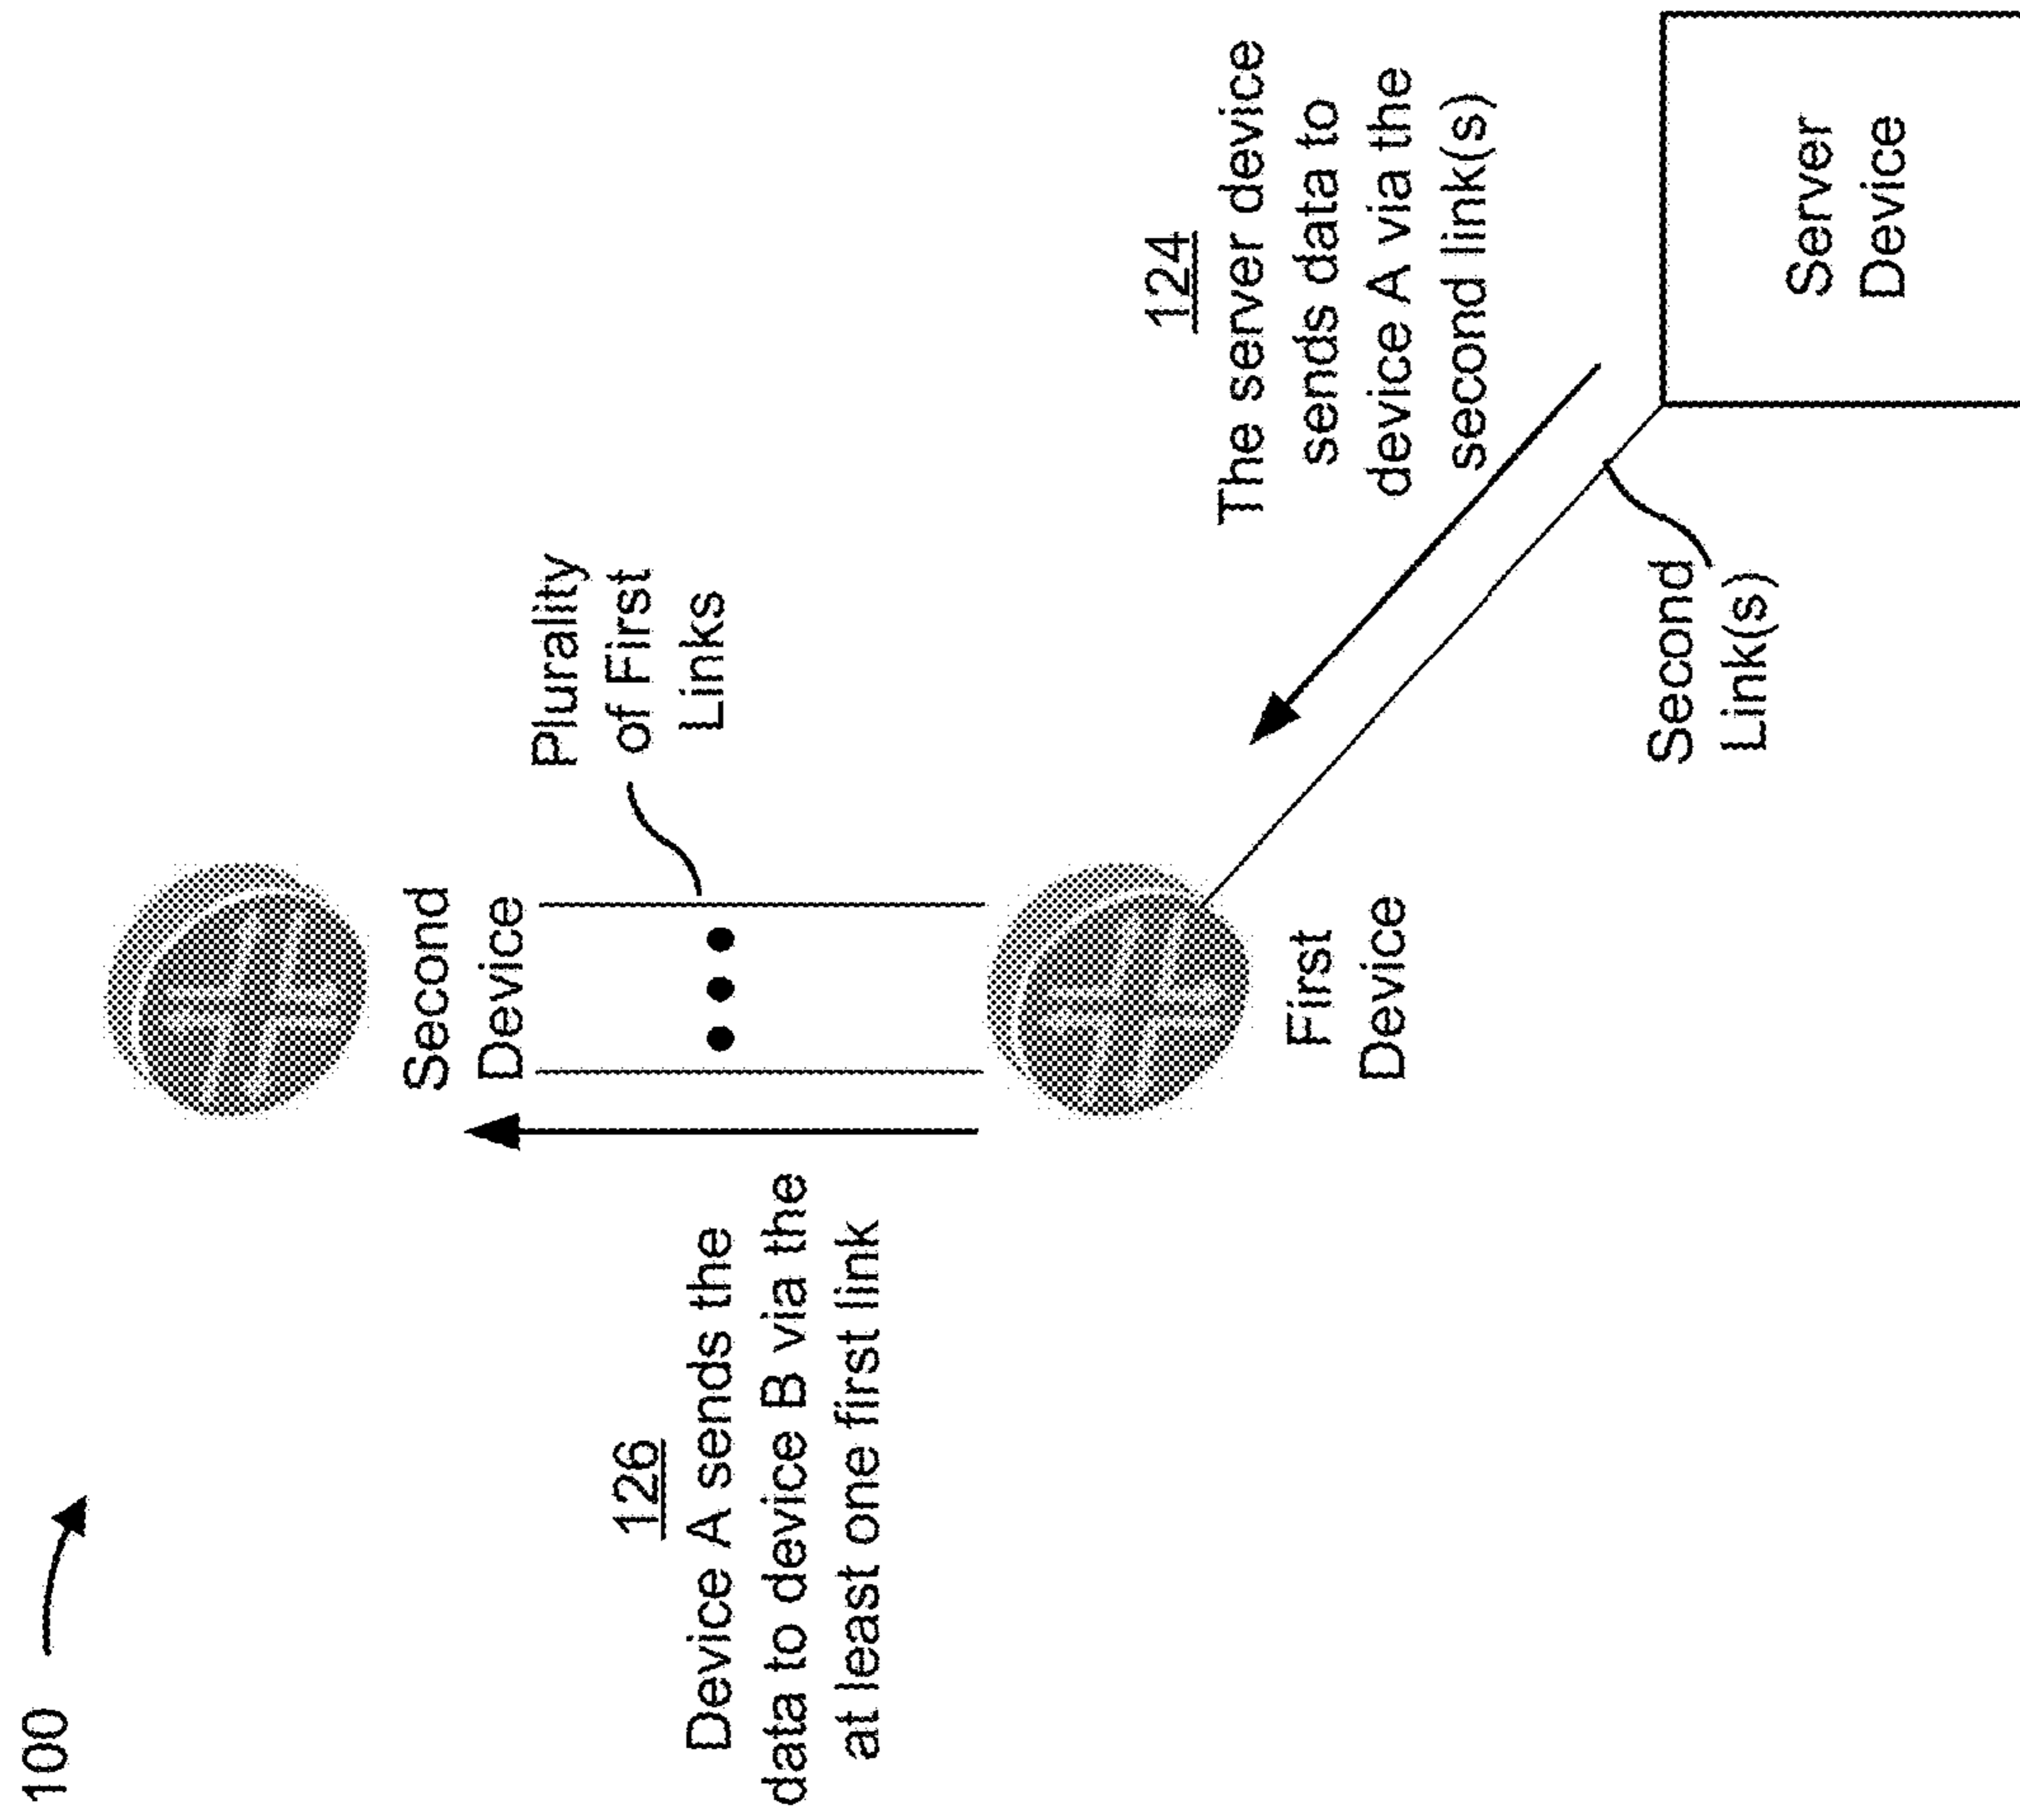 100
Second
Device
Plurality
of First
Links
126
Device A sends the
data to device B via the
at least one first link
124
The server device
sends data to
device A via the
second link(s)
First
Device
Second
Link(s)
Server
Device